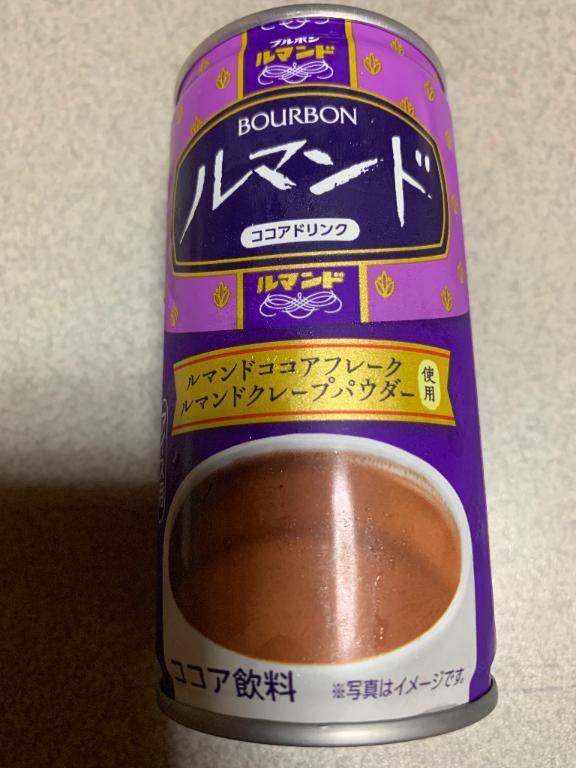 ブルボン
ルマンド
BOURBON
ルマンド
ココアドリンク
ルマンド
ルマンドココアフレーク
ルマンドクレープパウダー
使用
ココア飲料
※写真はイメージです。